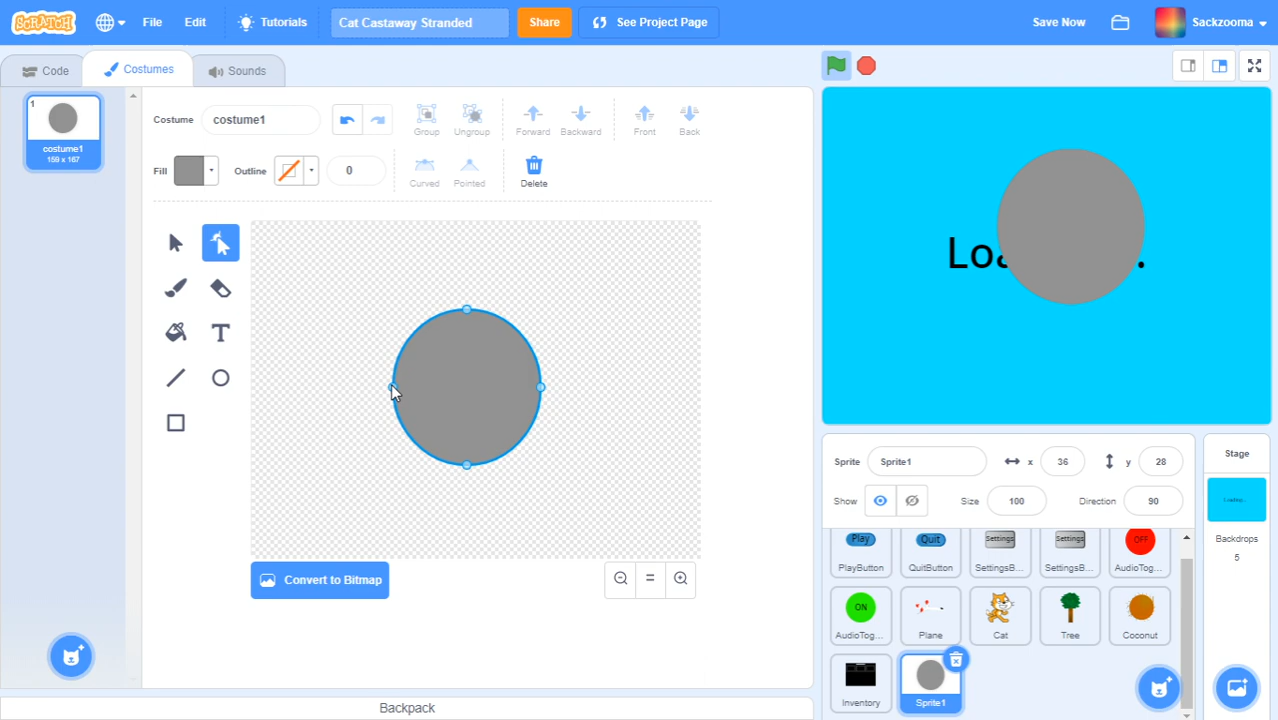 SCRATCH File Edit Tutorials Cat Castaway Stranded Share See Project Page Save Now Sackzooma
Code Costumes Sounds
1
costume1
159 x 167
Costume costume1 Group Ungroup Forward Backward Front Back
Fill Outline 0 Curved Pointed Delete
T
Convert to Bitmap
Backpack
Loa .
Sprite Sprite1 x 36 y 28
Show Size 100 Direction 90
Stage
Loading...
Backdrops
5
Play Quit Settings Settings OFF
PlayButton QuitButton SettingsB... SettingsB... AudioTog...
ON
AudioTog... Plane Cat Tree Coconut
Inventory Sprite1